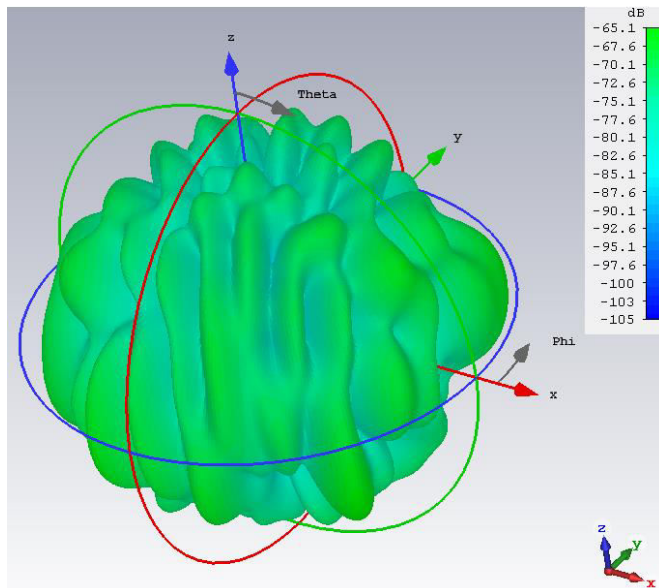 dB
-65.1
-67.6
-70.1
-72.6
-75.1
-77.6
-80.1
-82.6
-85.1
-87.6
-90.1
-92.6
-95.1
-97.6
-100
-103
-105
z
Theta
y
Phi
x
z
y
x